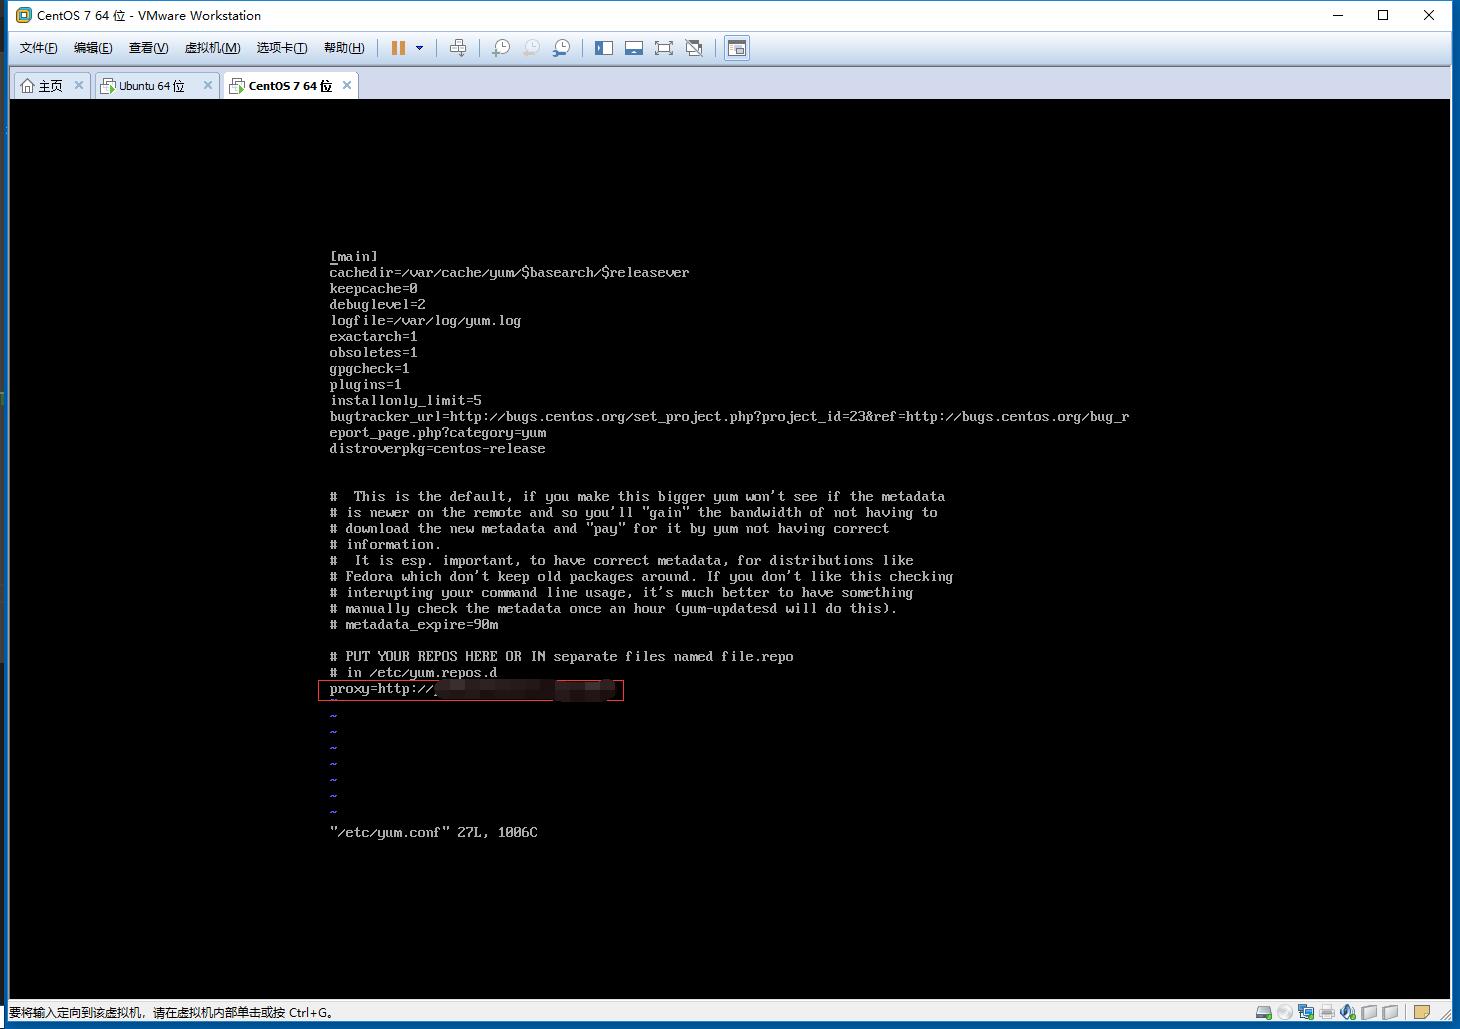 CentOS 7 64 位 - VMware Workstation
文件(F) 编辑(E) 查看(V) 虚拟机(M) 选项卡(T) 帮助(H)
主页 Ubuntu 64 位 CentOS 7 64 位
[main]
cachedir=/var/cache/yum/$basearch/$releasever
keepcache=0
debuglevel=2
logfile=/var/log/yum.log
exactarch=1
obsoletes=1
gpgcheck=1
plugins=1
installonly_limit=5
bugtracker_url=http://bugs.centos.org/set_project.php?project_id=23&ref=http://bugs.centos.org/bug_r
eport_page.php?category=yum
distroverpkg=centos-release
#  This is the default, if you make this bigger yum won't see if the metadata
# is newer on the remote and so you'll "gain" the bandwidth of not having to
# download the new metadata and "pay" for it by yum not having correct
# information.
#  It is esp. important, to have correct metadata, for distributions like
# Fedora which don't keep old packages around. If you don't like this checking
# interupting your command line usage, it's much better to have something
# manually check the metadata once an hour (yum-updatesd will do this).
# metadata_expire=90m
# PUT YOUR REPOS HERE OR IN separate files named file.repo
# in /etc/yum.repos.d
proxy=http://
~
~
~
~
~
~
~
"/etc/yum.conf" 27L, 1006C
要将输入定向到该虚拟机，请在虚拟机内部单击或按 Ctrl+G。